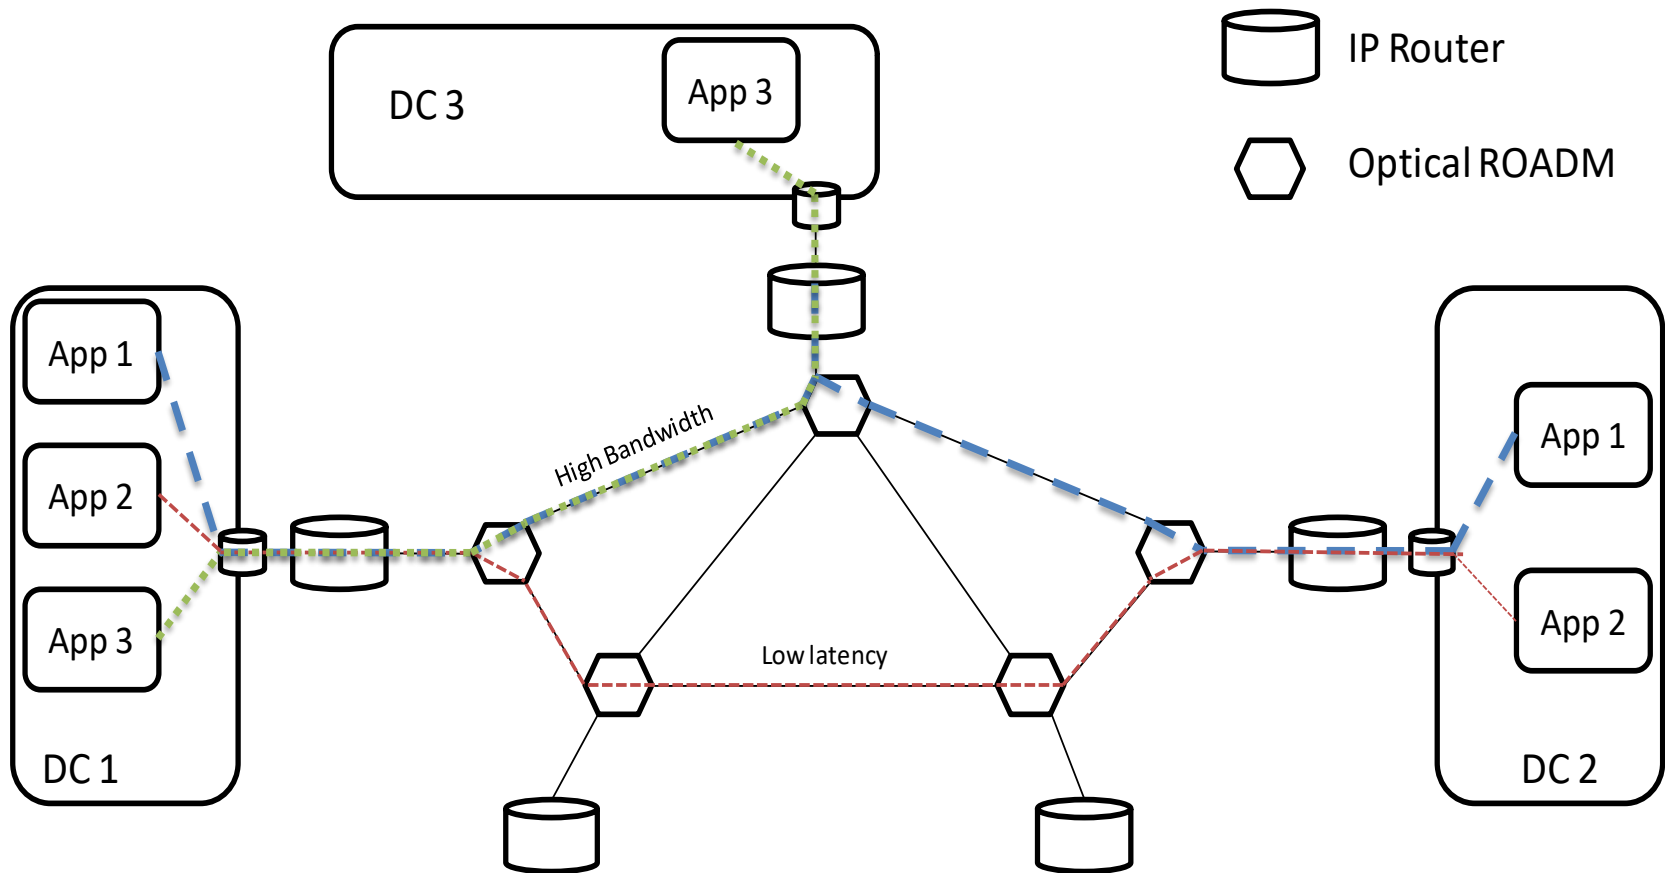 IP Router
App 3
DC 3
Optical ROADM
App 1
App 2
App 3
DC 1
High Bandwidth
Low latency
App 1
App 2
DC 2